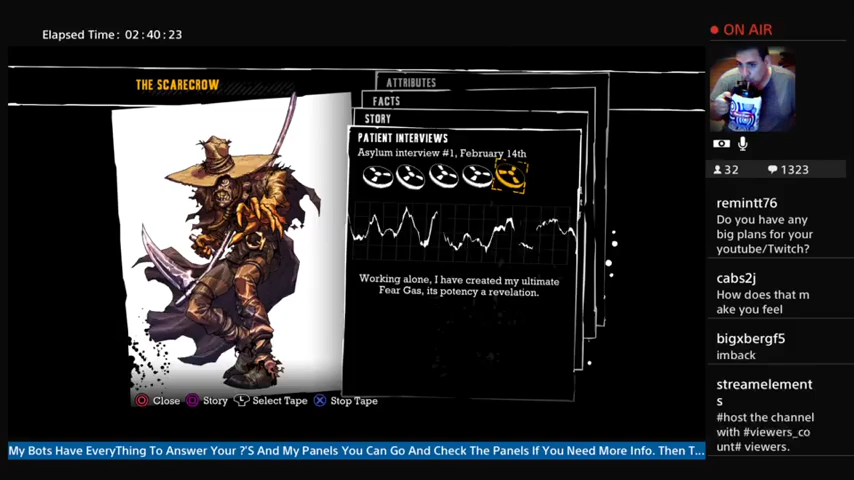 Elapsed Time: 02:40:23
ON AIR
THE SCARECROW
ATTRIBUTES
FACTS
STORY
PATIENT INTERVIEWS
Asylum interview #1, February 14th
Working alone, I have created my ultimate
Fear Gas, its potency a revelation.
Close
Story
Select Tape
Stop Tape
32
1323
remintt76
Do you have any
big plans for your
youtube/Twitch?
cabs2j
How does that m
ake you feel
bigxbergf5
imback
streamelement
s
#host the channel
with #viewers_co
unt# viewers.
My Bots Have EveryThing To Answer Your ?'S And My Panels You Can Go And Check The Panels If You Need More Info. Then T...